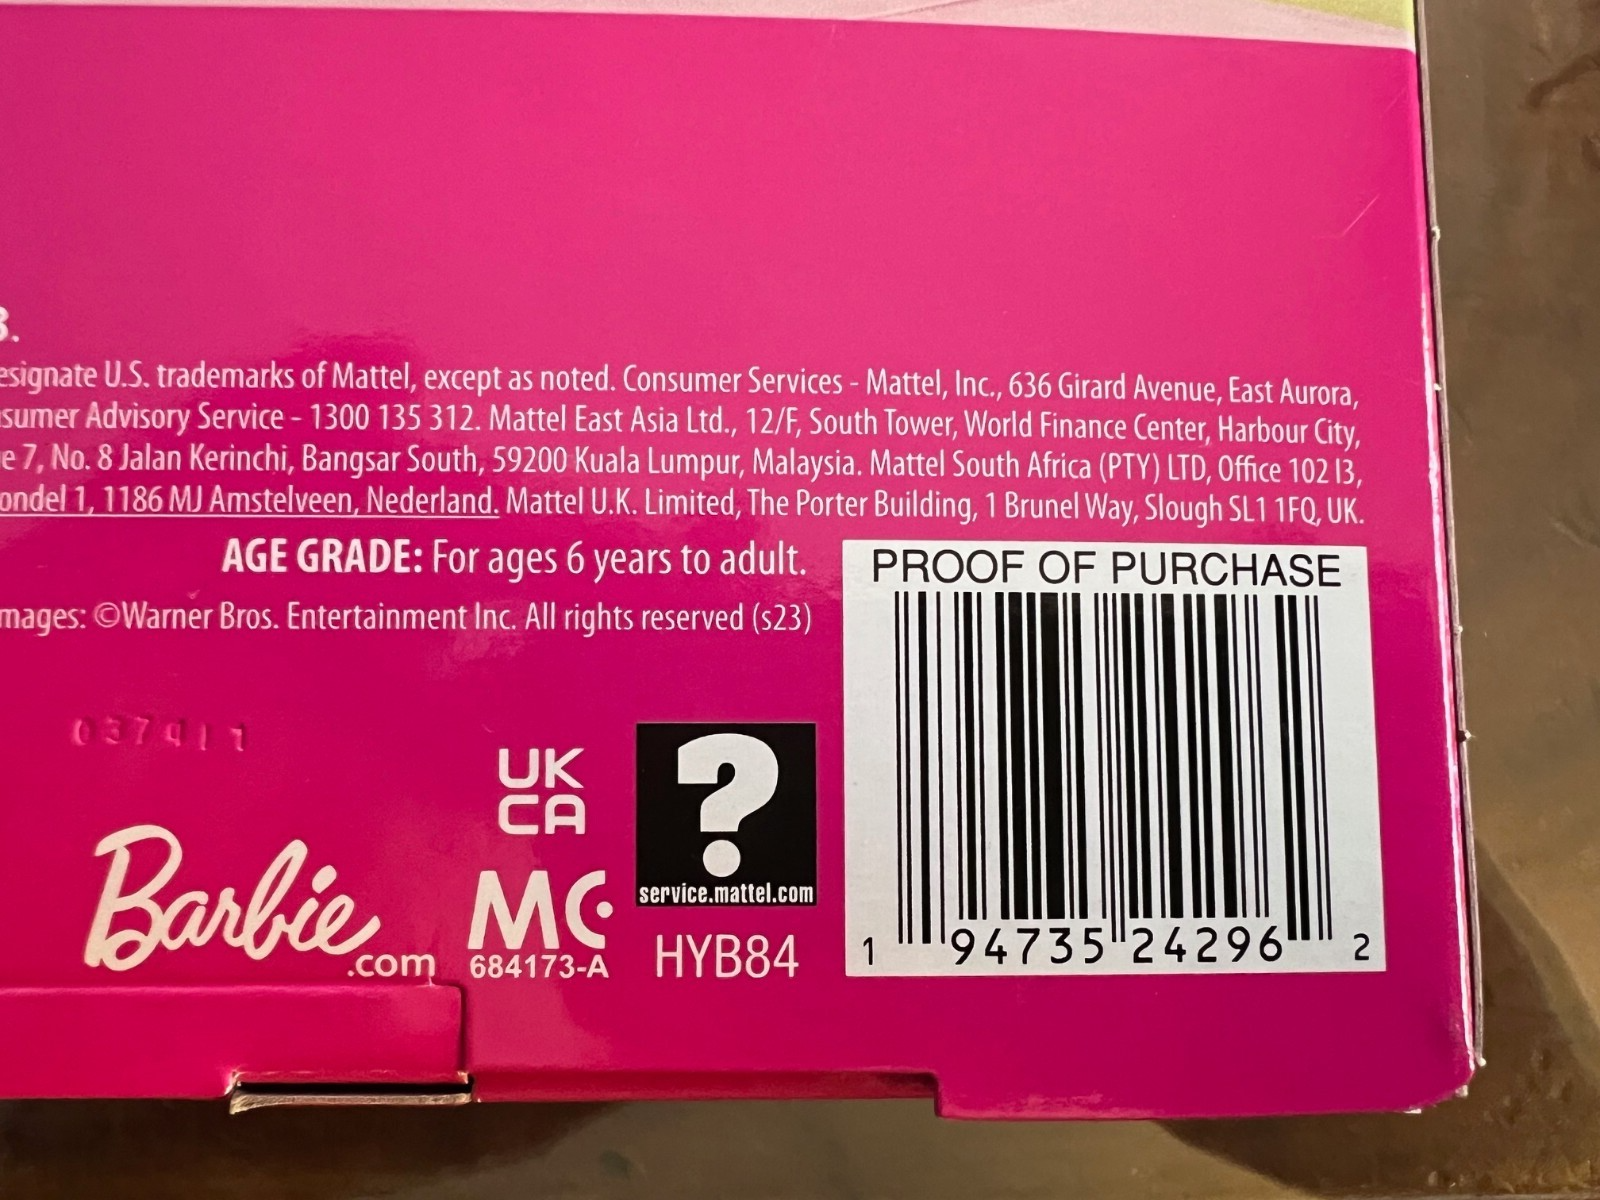 3.
esignate U.S. trademarks of Mattel, except as noted. Consumer Services - Mattel, Inc., 636 Girard Avenue, East Aurora,
sumer Advisory Service - 1300 135 312. Mattel East Asia Ltd., 12/F, South Tower, World Finance Center, Harbour City,
e 7, No. 8 Jalan Kerinchi, Bangsar South, 59200 Kuala Lumpur, Malaysia. Mattel South Africa (PTY) LTD, Office 102 I3,
ondel 1, 1186 MJ Amstelveen, Nederland. Mattel U.K. Limited, The Porter Building, 1 Brunel Way, Slough SL1 1FQ, UK.
AGE GRADE: For ages 6 years to adult.
mages: ©Warner Bros. Entertainment Inc. All rights reserved (s23)
PROOF OF PURCHASE
1 94735 24296 2
UK
CA
?
service.mattel.com
Barbie
.com
MC
684173-A
HYB84